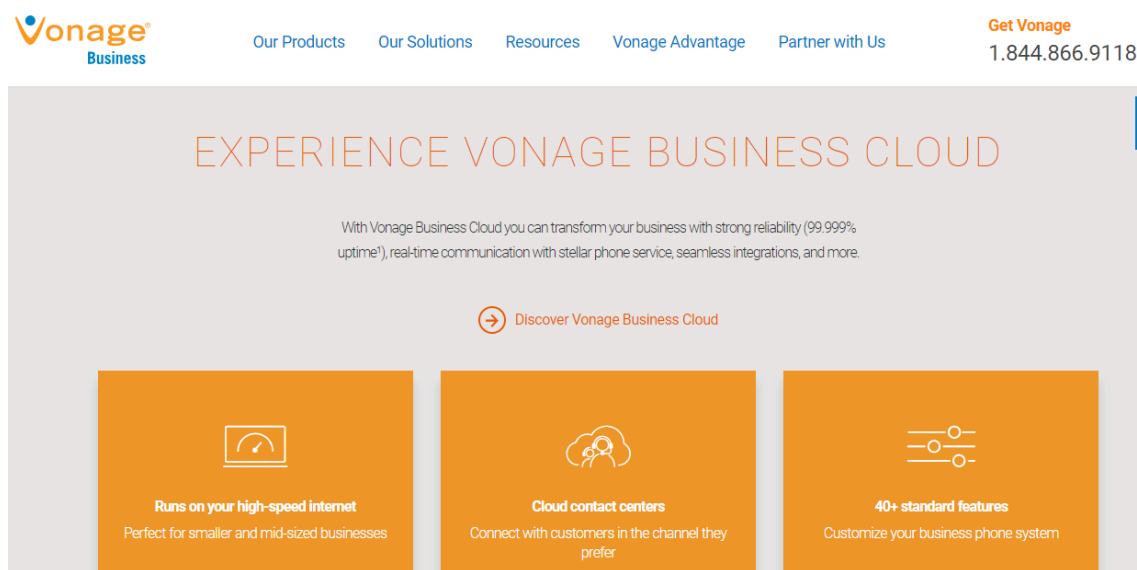 Vonage®
Business
Our Products
Our Solutions
Resources
Vonage Advantage
Partner with Us
Get Vonage
1.844.866.9118
EXPERIENCE VONAGE BUSINESS CLOUD
With Vonage Business Cloud you can transform your business with strong reliability (99.999%
uptime¹), real-time communication with stellar phone service, seamless integrations, and more.
Discover Vonage Business Cloud
Runs on your high-speed internet
Perfect for smaller and mid-sized businesses
Cloud contact centers
Connect with customers in the channel they
prefer
40+ standard features
Customize your business phone system